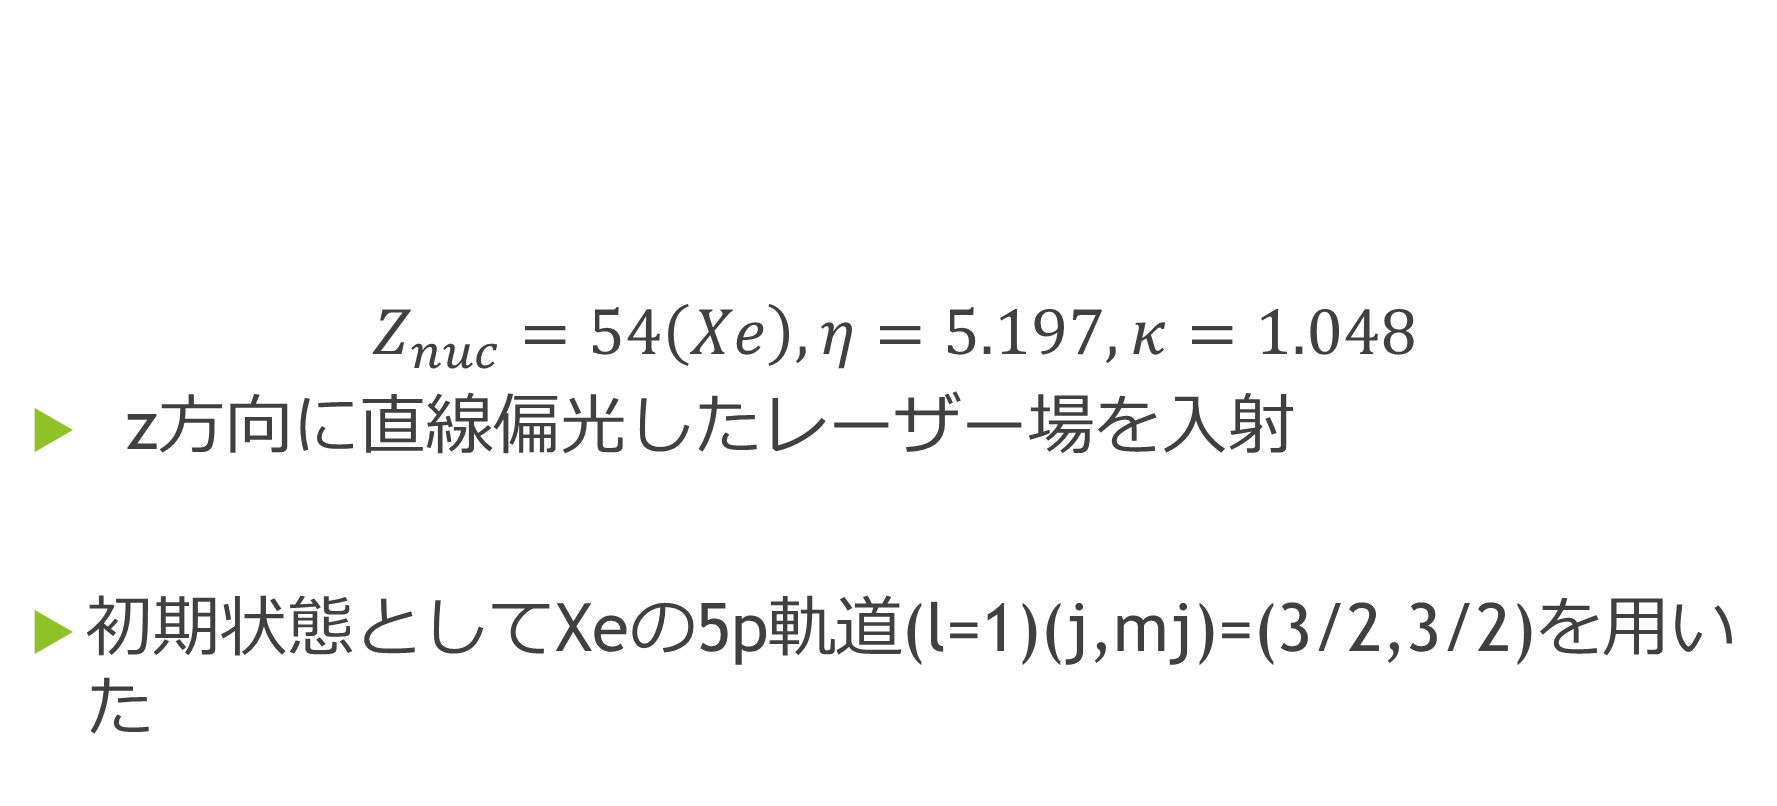 Z_nuc = 54(Xe), η = 5.197, κ = 1.048
z方向に直線偏光したレーザー場を入射
初期状態としてXeの5p軌道(l=1)(j,mj)=(3/2,3/2)を用い
た